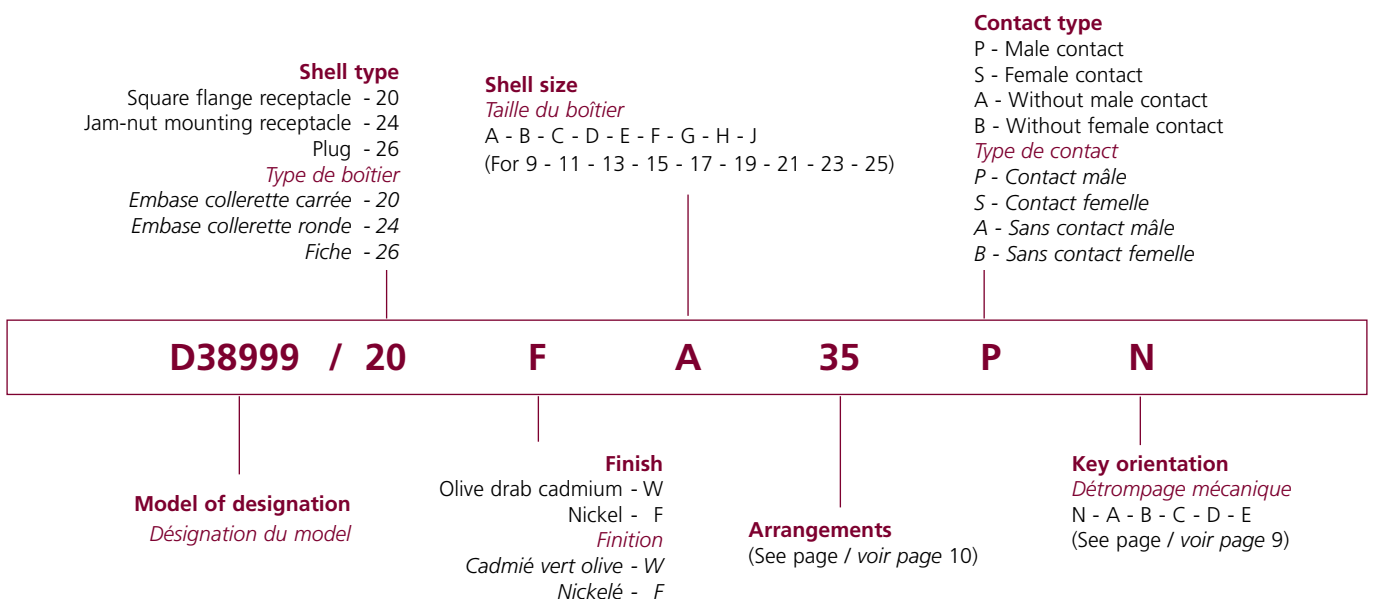 Contact type
P - Male contact
S - Female contact
A - Without male contact
B - Without female contact
Type de contact
P - Contact mâle
S - Contact femelle
A - Sans contact mâle
B - Sans contact femelle
Shell type
Square flange receptacle - 20
Jam-nut mounting receptacle - 24
Plug - 26
Type de boîtier
Embase collerette carrée - 20
Embase collerette ronde - 24
Fiche - 26
Shell size
Taille du boîtier
A - B - C - D - E - F - G - H - J
(For 9 - 11 - 13 - 15 - 17 - 19 - 21 - 23 - 25)
D38999 / 20 F A 35 P N
Model of designation
Désignation du model
Finish
Olive drab cadmium - W
Nickel - F
Finition
Cadmié vert olive - W
Nickelé - F
Arrangements
(See page / voir page 10)
Key orientation
Détrompage mécanique
N - A - B - C - D - E
(See page / voir page 9)